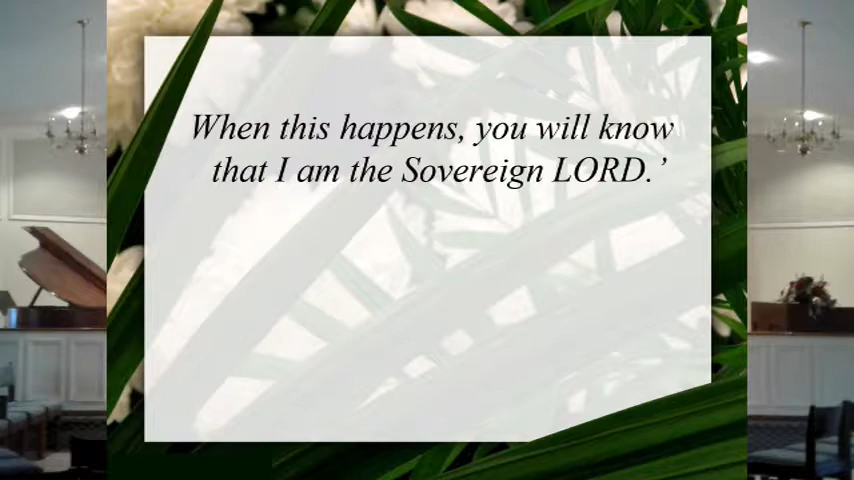 When this happens, you will know
that I am the Sovereign LORD.’